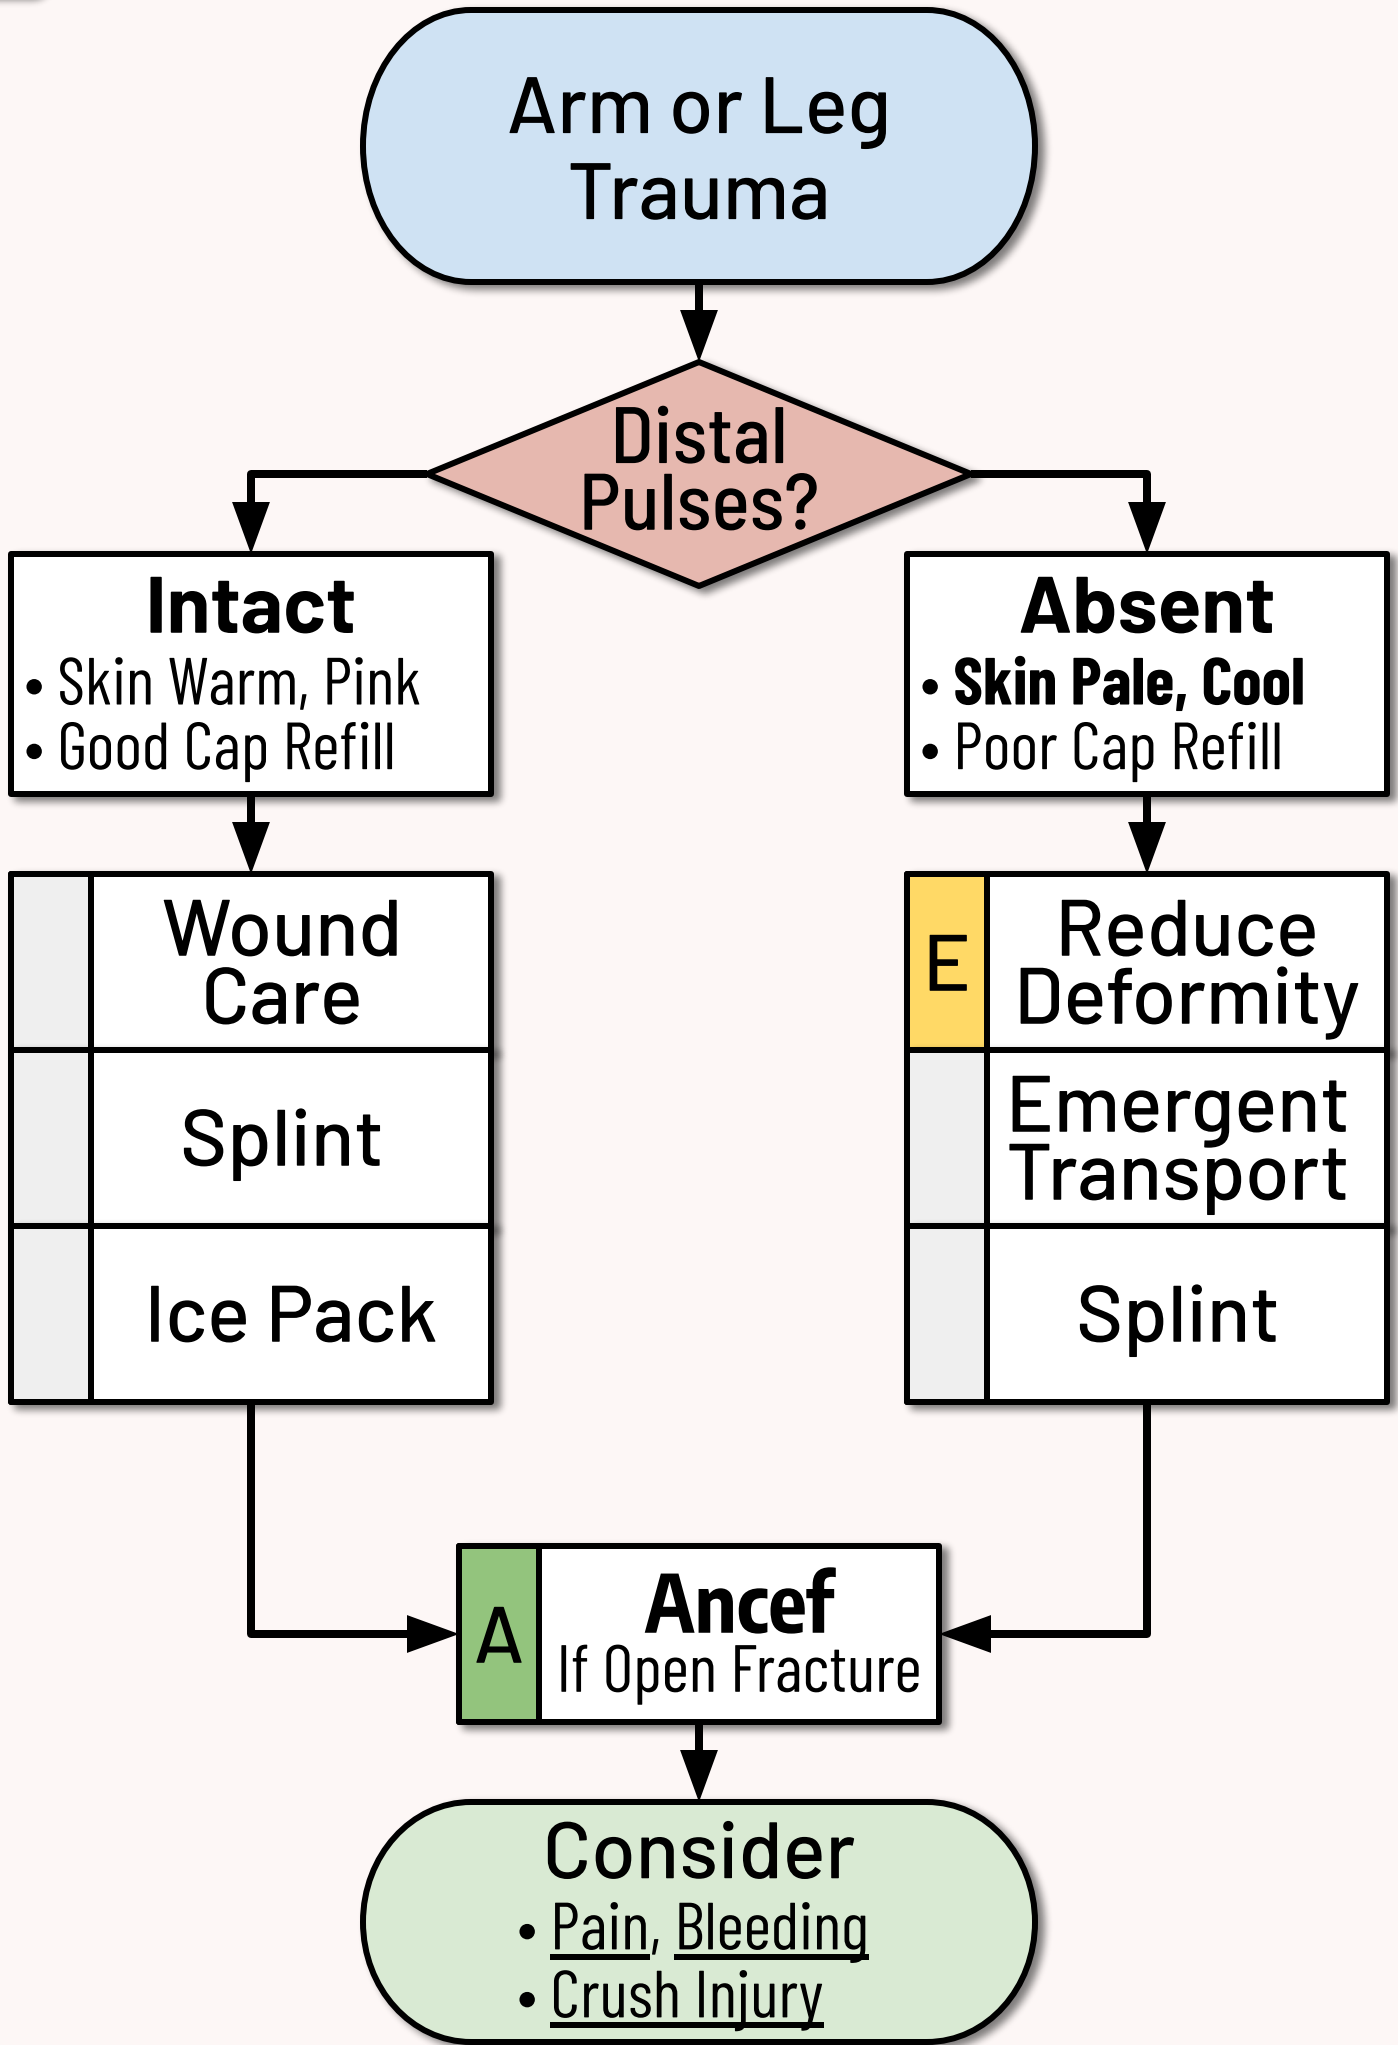 Arm or Leg
Trauma
Distal
Pulses?
Intact
• Skin Warm, Pink
• Good Cap Refill
Absent
• Skin Pale, Cool
• Poor Cap Refill
Wound
Care
Splint
Ice Pack
E
Reduce
Deformity
Emergent
Transport
Splint
A
Ancef
If Open Fracture
Consider
• Pain, Bleeding
• Crush Injury